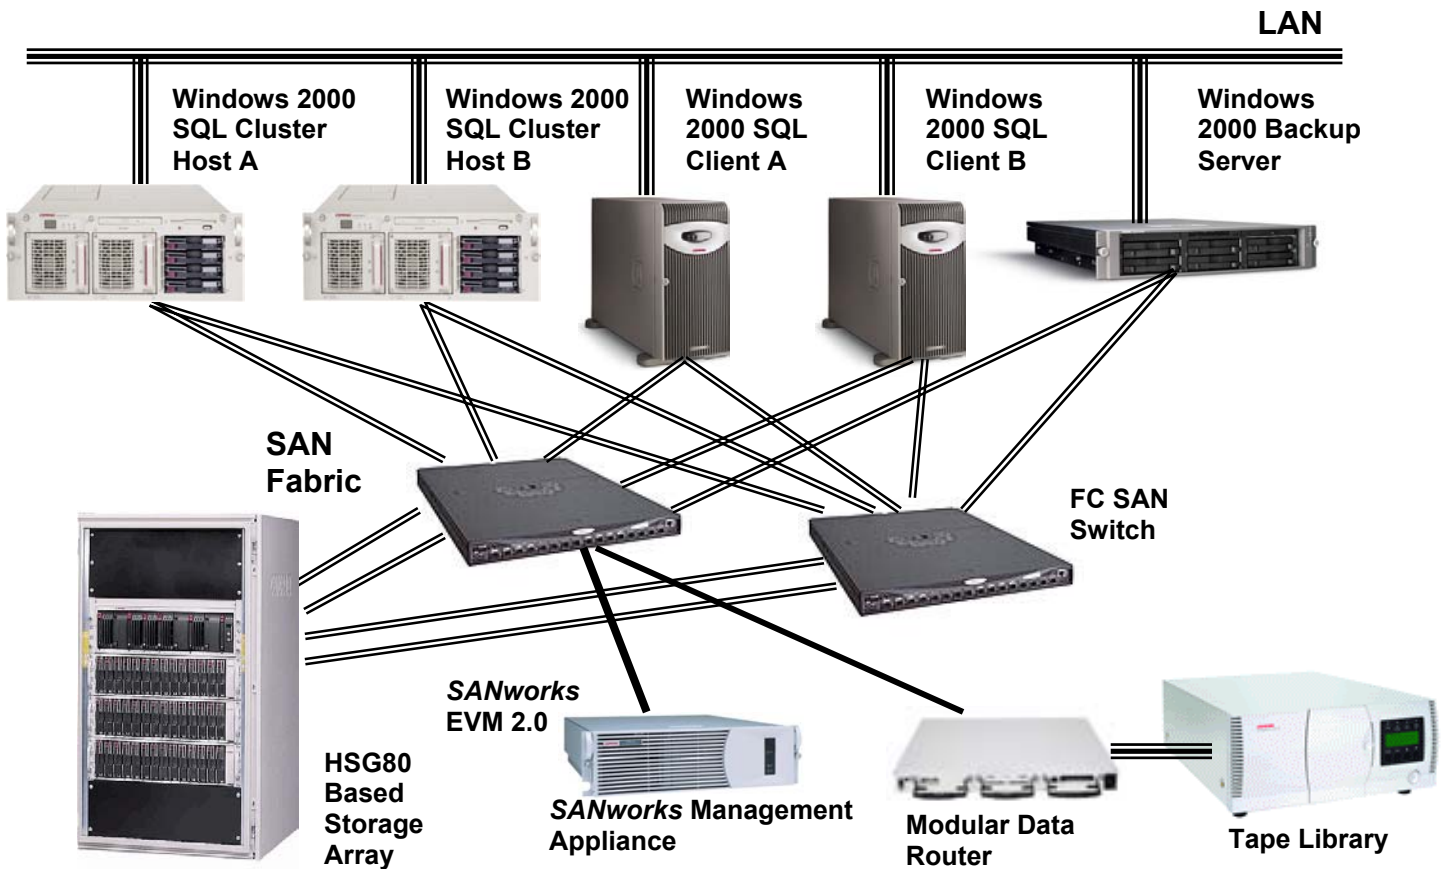 LAN
Windows 2000
SQL Cluster
Host A
Windows 2000
SQL Cluster
Host B
Windows
2000 SQL
Client A
Windows
2000 SQL
Client B
Windows
2000 Backup
Server
SAN
Fabric
FC SAN
Switch
SANworks
EVM 2.0
HSG80
Based
Storage
Array
SANworks Management
Appliance
Modular Data
Router
Tape Library